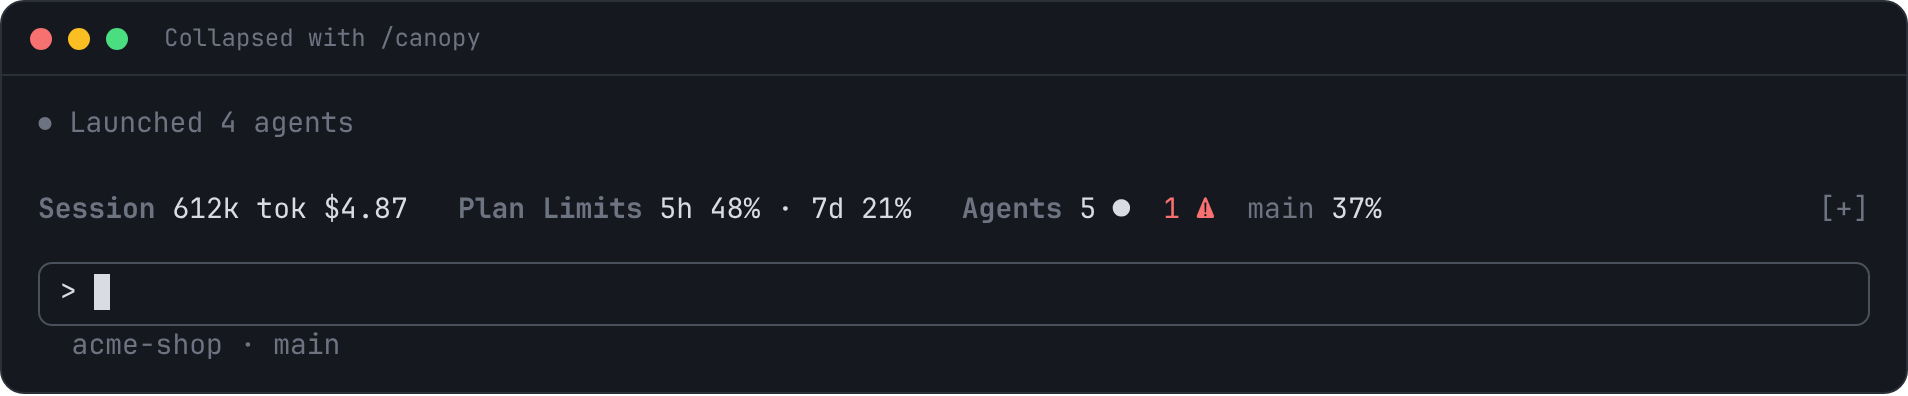 Collapsed with /canopy
● Launched 4 agents
Session 612k tok $4.87 Plan Limits 5h 48% · 7d 21% Agents 5 ● 1 ▲ main 37% [+]
>
acme-shop · main